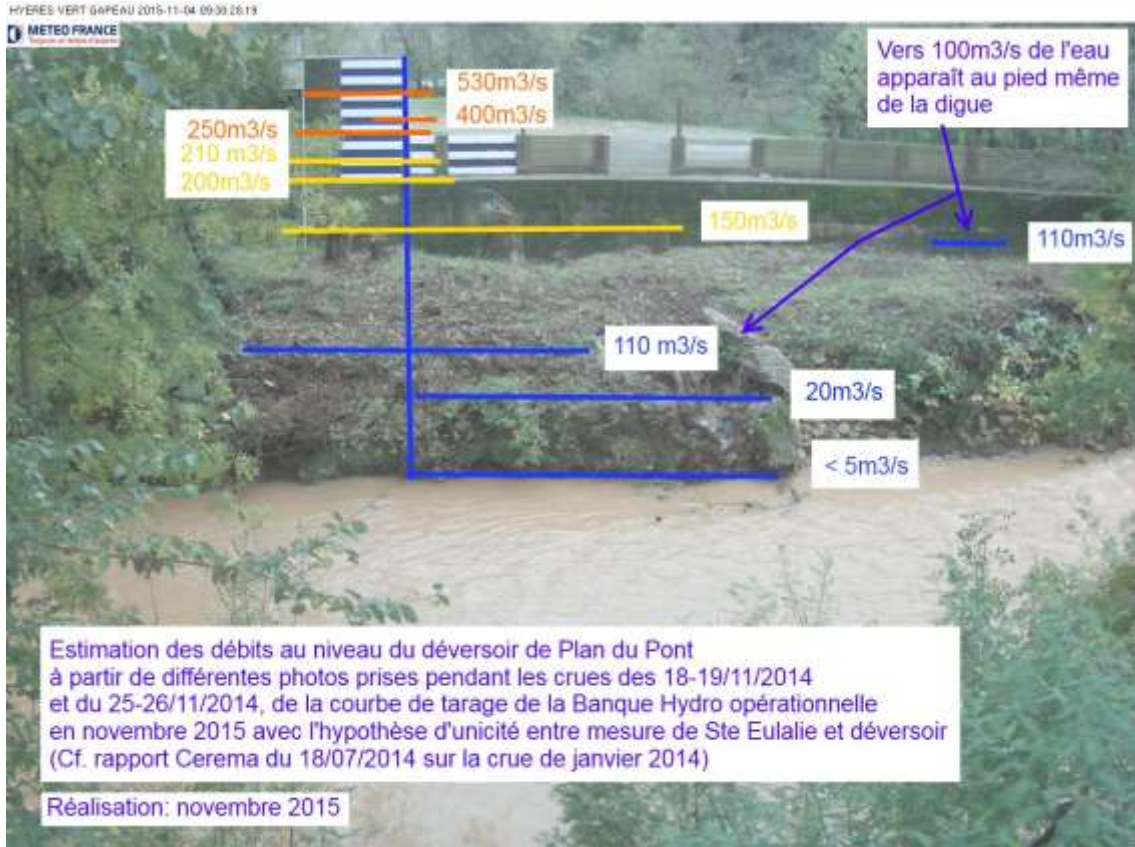 HYERES VERT GAPEAU 2015-11-04 09:30:28:19
METEO FRANCE
Vers 100m3/s de l'eau
apparaît au pied même
de la digue
530m3/s
400m3/s
250m3/s
210 m3/s
200m3/s
150m3/s
110m3/s
110 m3/s
20m3/s
< 5m3/s
Estimation des débits au niveau du déversoir de Plan du Pont
à partir de différentes photos prises pendant les crues des 18-19/11/2014
et du 25-26/11/2014, de la courbe de tarage de la Banque Hydro opérationnelle
en novembre 2015 avec l'hypothèse d'unicité entre mesure de Ste Eulalie et déversoir
(Cf. rapport Cerema du 18/07/2014 sur la crue de janvier 2014)
Réalisation: novembre 2015